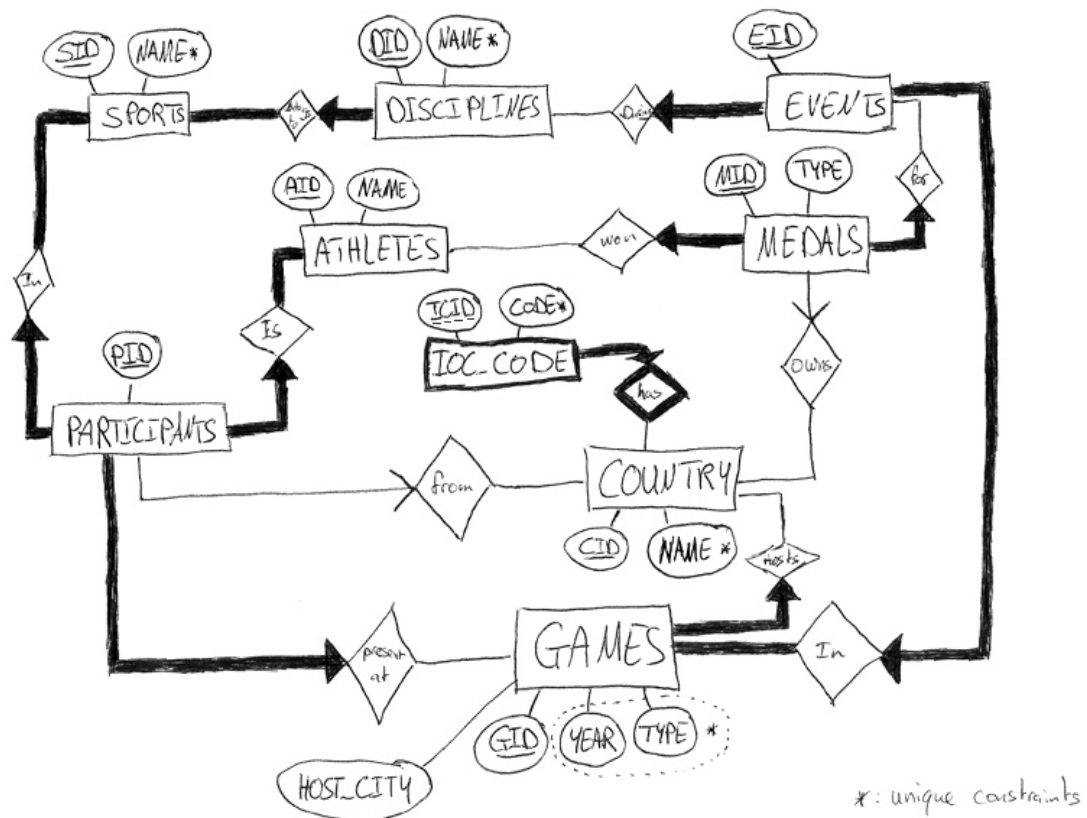 SID
NAME*
SPORTS
DID
NAME*
DISCIPLINES
EID
EVENTS
During
AID
NAME
ATHLETES
won
MID
TYPE
MEDALS
for
In
Is
ICID
CODE*
IOC_CODE
has
owns
PID
PARTICIPANTS
from
COUNTRY
CID
NAME*
Hosts
present
at
GAMES
In
GID
YEAR
TYPE *
HOST_CITY
*: unique constraints